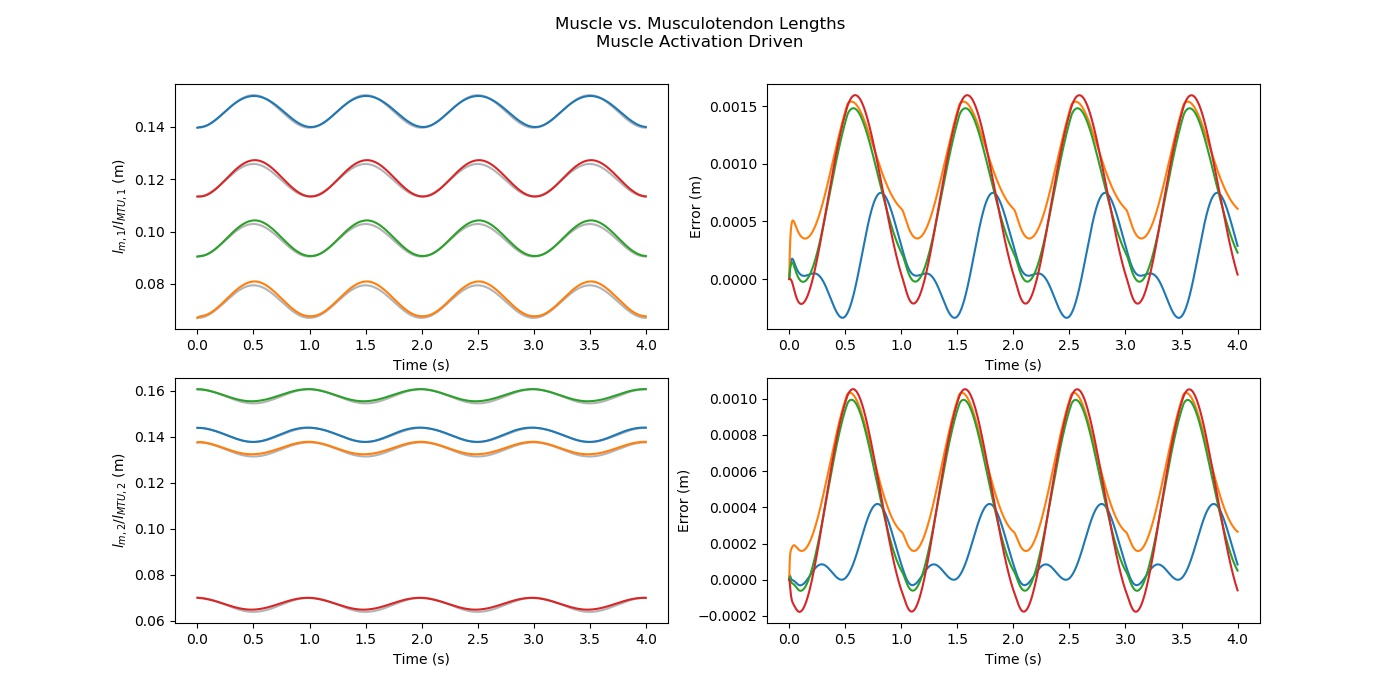 Muscle vs. Musculotendon Lengths
Muscle Activation Driven
l_{m,1}/l_{MTU,1} (m)
0.14
0.12
0.10
0.08
0.0 0.5 1.0 1.5 2.0 2.5 3.0 3.5 4.0
Time (s)
Error (m)
0.0015
0.0010
0.0005
0.0000
0.0 0.5 1.0 1.5 2.0 2.5 3.0 3.5 4.0
Time (s)
l_{m,2}/l_{MTU,2} (m)
0.16
0.14
0.12
0.10
0.08
0.06
0.0 0.5 1.0 1.5 2.0 2.5 3.0 3.5 4.0
Time (s)
Error (m)
0.0010
0.0008
0.0006
0.0004
0.0002
0.0000
−0.0002
0.0 0.5 1.0 1.5 2.0 2.5 3.0 3.5 4.0
Time (s)